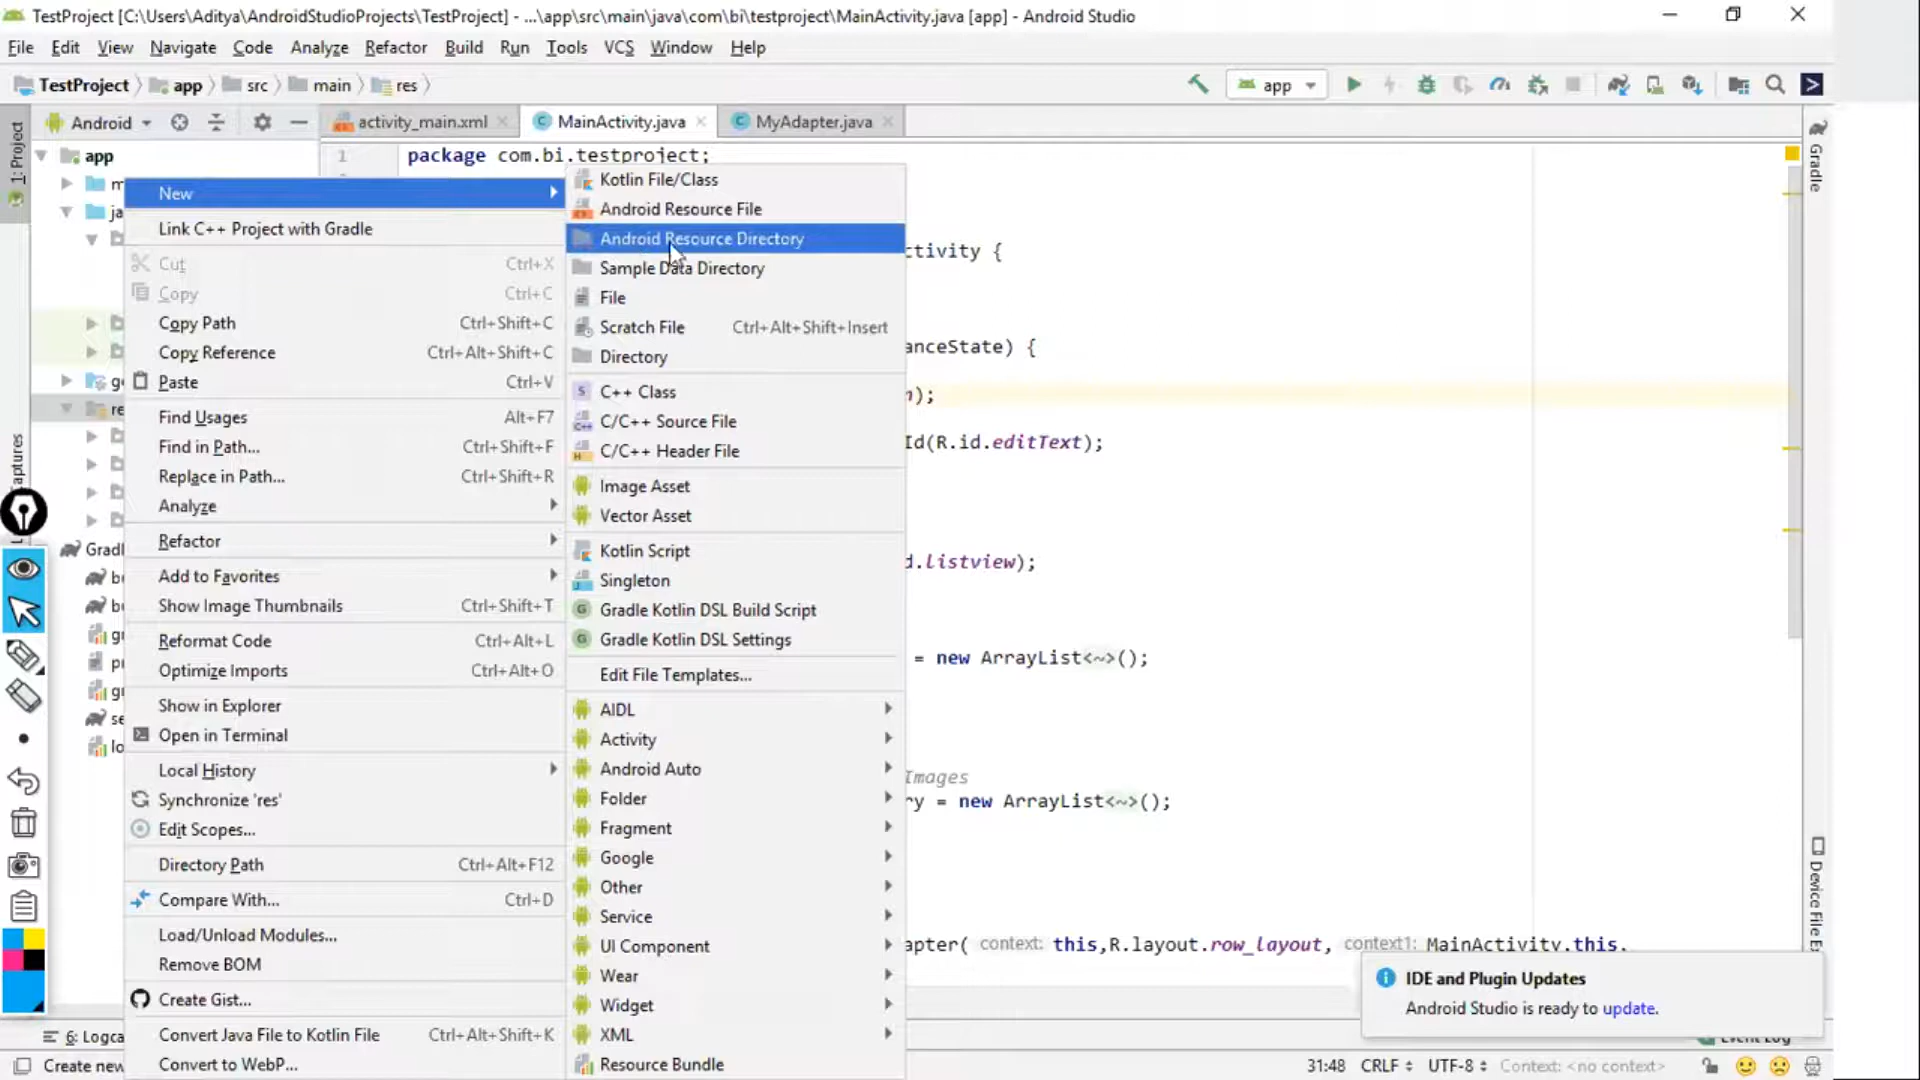 TestProject [C:\Users\Aditya\AndroidStudioProjects\TestProject] - ...\app\src\main\java\com\bi\testproject\MainActivity.java [app] - Android Studio
File Edit View Navigate Code Analyze Refactor Build Run Tools VCS Window Help
TestProject app src main res
app
Android
activity_main.xml
MainActivity.java
MyAdapter.java
1: Project
Captures
Gradle
Device File Ex
app
1 package com.bi.testproject;
New
Link C++ Project with Gradle
Cut Ctrl+X
Copy Ctrl+C
Copy Path Ctrl+Shift+C
Copy Reference Ctrl+Alt+Shift+C
Paste Ctrl+V
Find Usages Alt+F7
Find in Path... Ctrl+Shift+F
Replace in Path... Ctrl+Shift+R
Analyze
Refactor
Add to Favorites
Show Image Thumbnails Ctrl+Shift+T
Reformat Code Ctrl+Alt+L
Optimize Imports Ctrl+Alt+O
Show in Explorer
Open in Terminal
Local History
Synchronize 'res'
Edit Scopes...
Directory Path Ctrl+Alt+F12
Compare With... Ctrl+D
Load/Unload Modules...
Remove BOM
Create Gist...
Convert Java File to Kotlin File Ctrl+Alt+Shift+K
Convert to WebP...
Kotlin File/Class
Android Resource File
Android Resource Directory
Sample Data Directory
File
Scratch File Ctrl+Alt+Shift+Insert
Directory
C++ Class
C/C++ Source File
C/C++ Header File
Image Asset
Vector Asset
Kotlin Script
Singleton
Gradle Kotlin DSL Build Script
Gradle Kotlin DSL Settings
Edit File Templates...
AIDL
Activity
Android Auto
Folder
Fragment
Google
Other
Service
UI Component
Wear
Widget
XML
Resource Bundle
ctivity {
anceState) {
n);
Id(R.id.editText);
d.listview);
= new ArrayList<~>();
Images
ry = new ArrayList<~>();
apter( context: this,R.layout.row_layout, context1: MainActivity.this,
IDE and Plugin Updates
Android Studio is ready to update.
6: Logca
Event Log
Create new
31:48 CRLF UTF-8 Context: <no context>